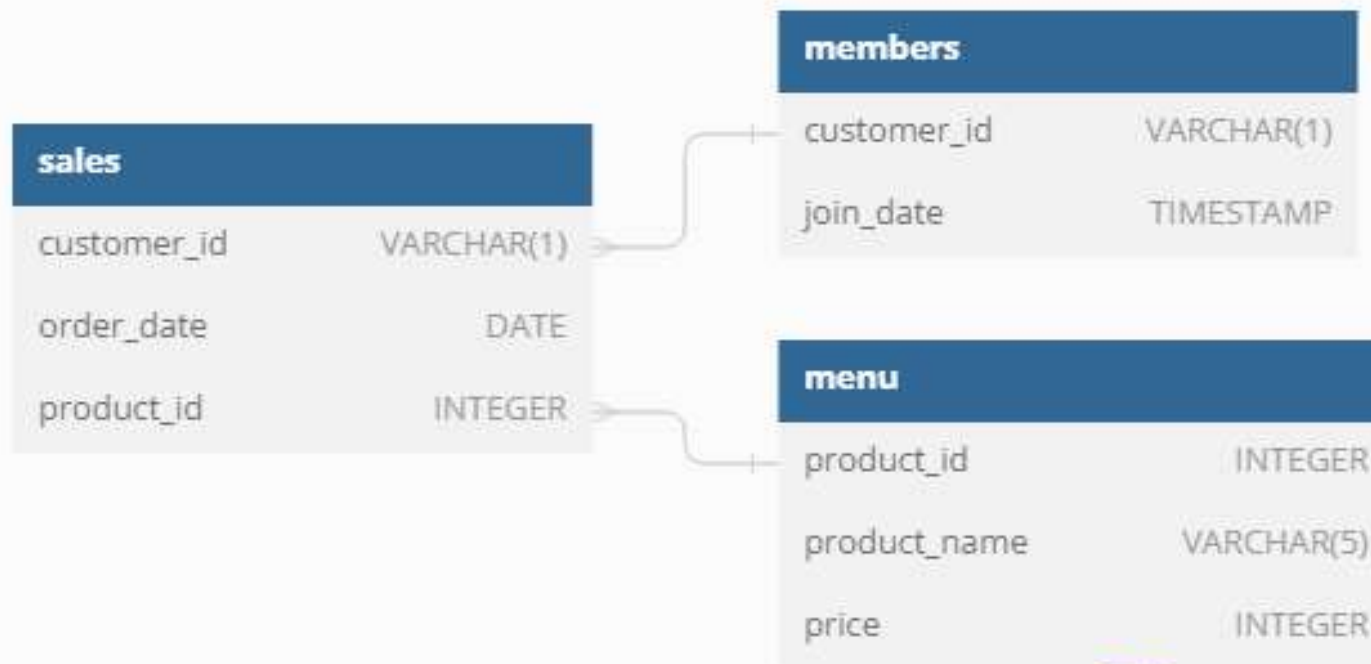 sales
customer_id VARCHAR(1)
order_date DATE
product_id INTEGER
members
customer_id VARCHAR(1)
join_date TIMESTAMP
menu
product_id INTEGER
product_name VARCHAR(5)
price INTEGER